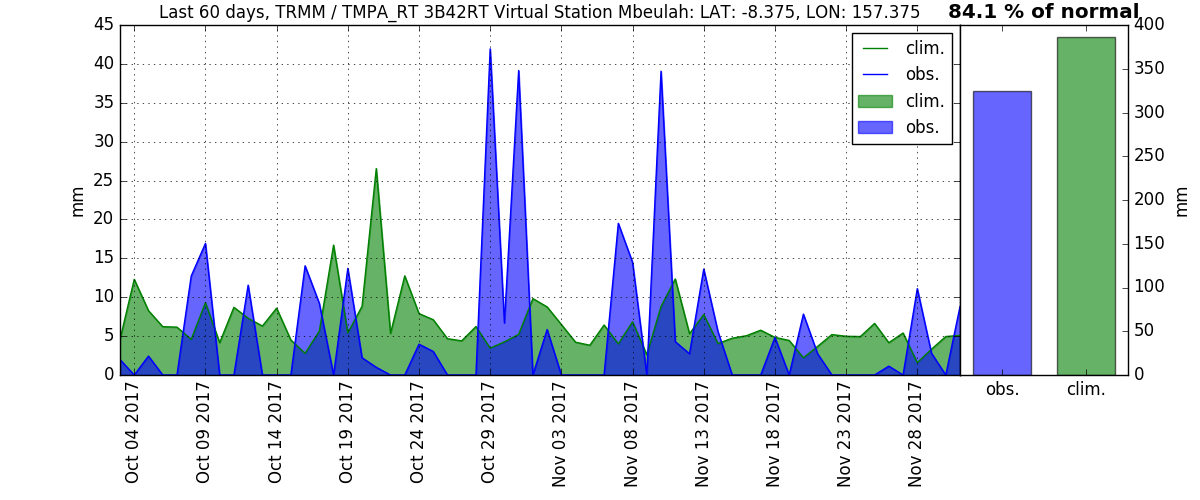 Last 60 days, TRMM / TMPA_RT 3B42RT Virtual Station Mbeulah: LAT: -8.375, LON: 157.375
84.1 % of normal
45
40
35
30
25
20
15
10
5
0
mm
clim.
obs.
clim.
obs.
Oct 04 2017
Oct 09 2017
Oct 14 2017
Oct 19 2017
Oct 24 2017
Oct 29 2017
Nov 03 2017
Nov 08 2017
Nov 13 2017
Nov 18 2017
Nov 23 2017
Nov 28 2017
400
350
300
250
200
150
100
50
0
mm
obs.
clim.